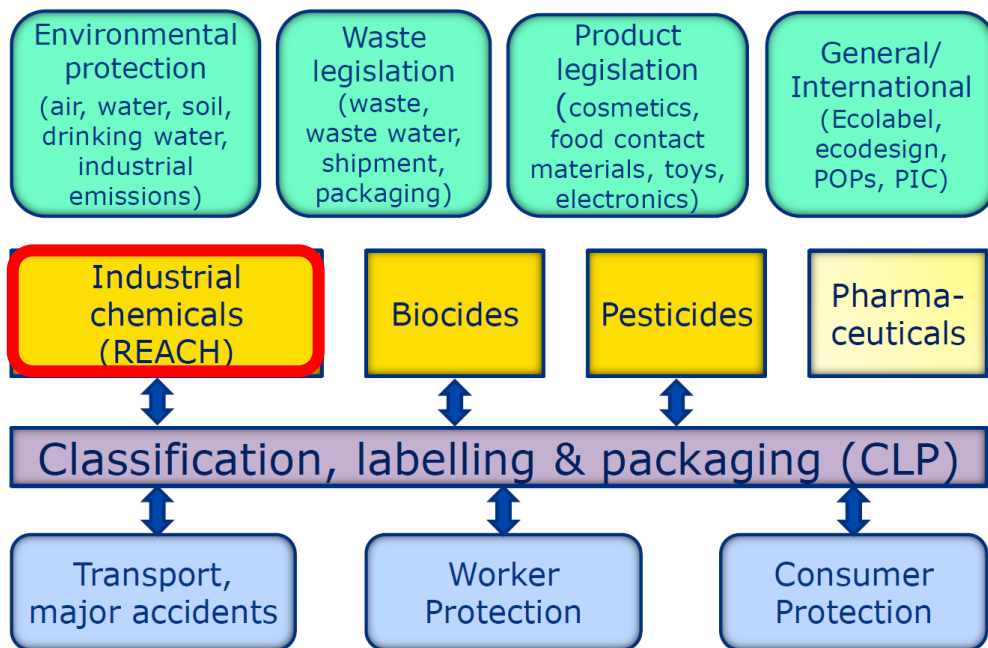 Environmental
protection
(air, water, soil,
drinking water,
industrial
emissions)
Waste
legislation
(waste,
waste water,
shipment,
packaging)
Product
legislation
(cosmetics,
food contact
materials, toys,
electronics)
General/
International
(Ecolabel,
ecodesign,
POPs, PIC)
Industrial
chemicals
(REACH)
Biocides
Pesticides
Pharma-
ceuticals
Classification, labelling & packaging (CLP)
Transport,
major accidents
Worker
Protection
Consumer
Protection